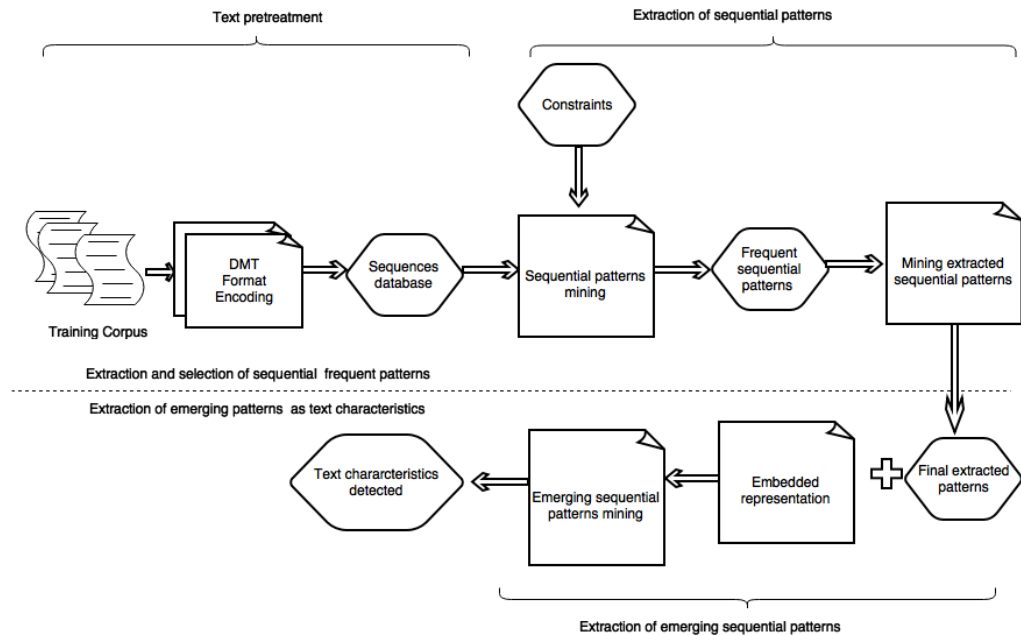 Text pretreatment
Extraction of sequential patterns
Constraints
Training Corpus
DMT
Format
Encoding
Sequences
database
Sequential patterns
mining
Frequent
sequential
patterns
Mining extracted
sequential patterns
Extraction and selection of sequential frequent patterns
Extraction of emerging patterns as text characteristics
Text chararcteristics
detected
Emerging sequential
patterns mining
Embedded
representation
Final extracted
patterns
Extraction of emerging sequential patterns